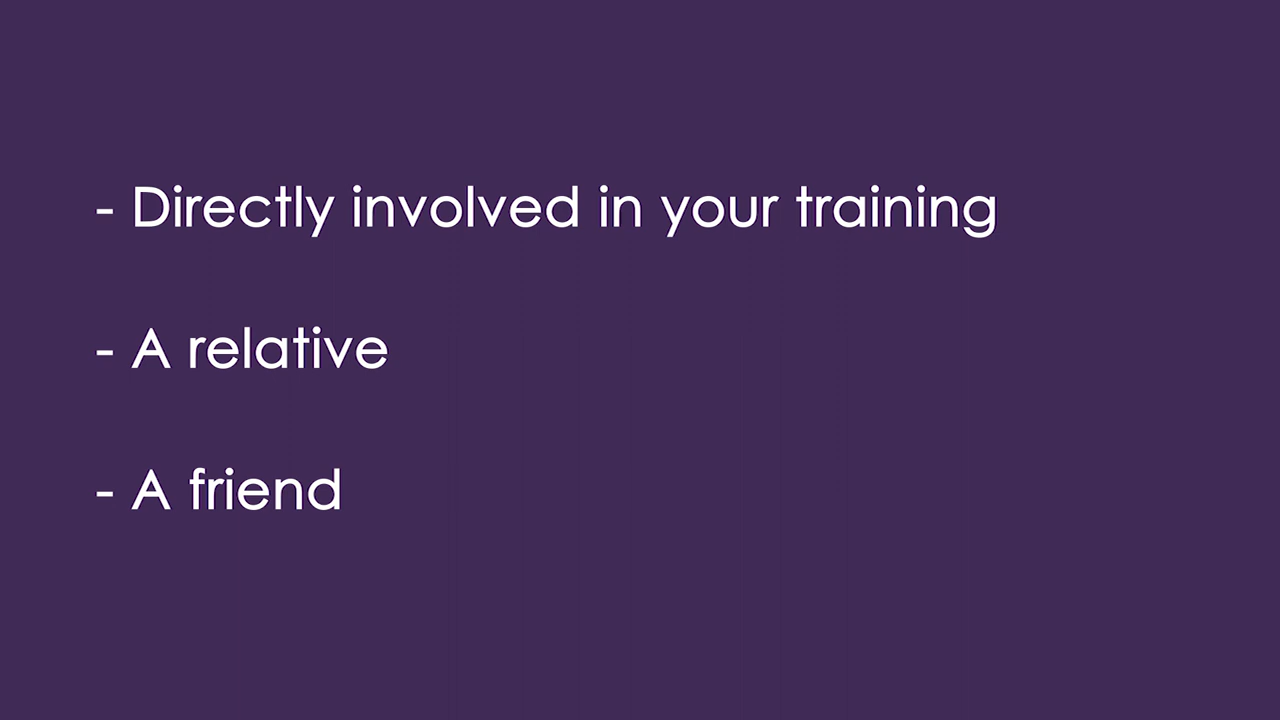 - Directly involved in your training
- A relative
- A friend